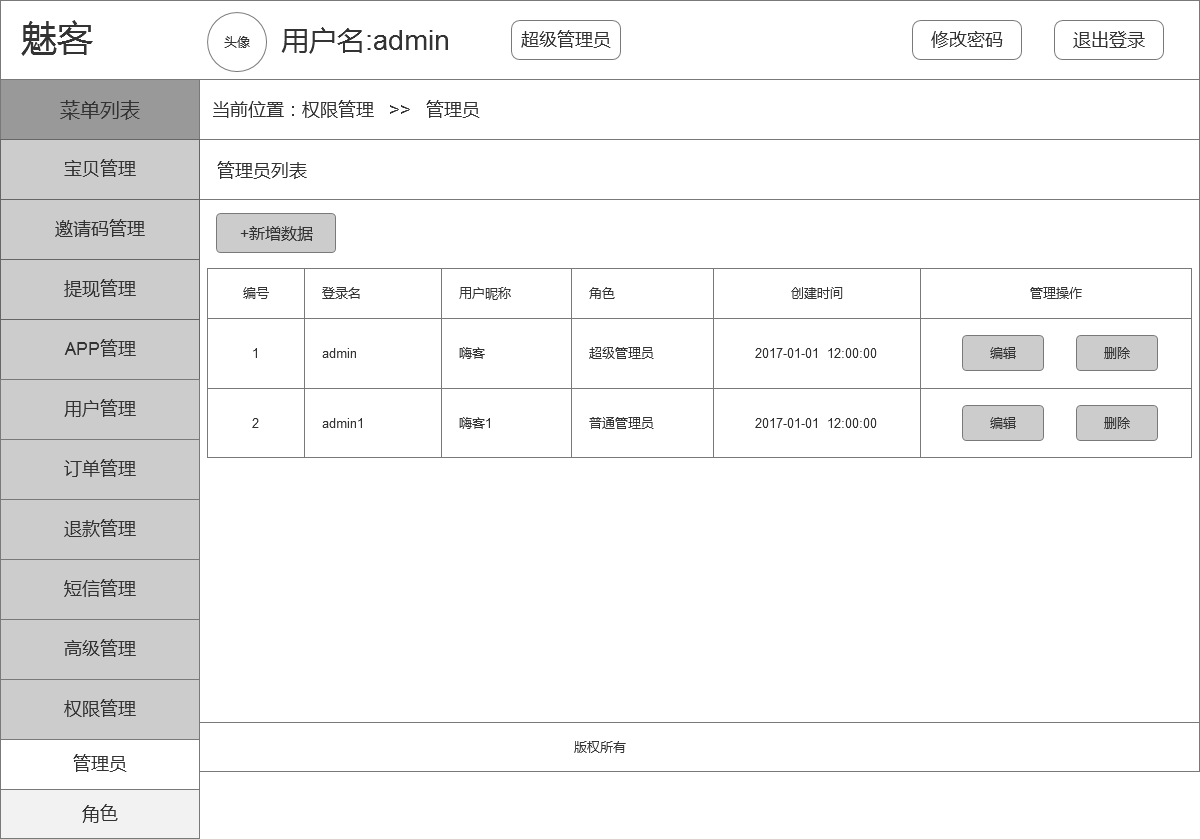 魅客
头像
用户名:admin
超级管理员
修改密码
退出登录
菜单列表
宝贝管理
邀请码管理
提现管理
APP管理
用户管理
订单管理
退款管理
短信管理
高级管理
权限管理
管理员
角色
当前位置：权限管理 >> 管理员
管理员列表
+新增数据
编号 登录名 用户昵称 角色 创建时间 管理操作
1 admin 嗨客 超级管理员 2017-01-01 12:00:00 编辑 删除
2 admin1 嗨客1 普通管理员 2017-01-01 12:00:00 编辑 删除
版权所有